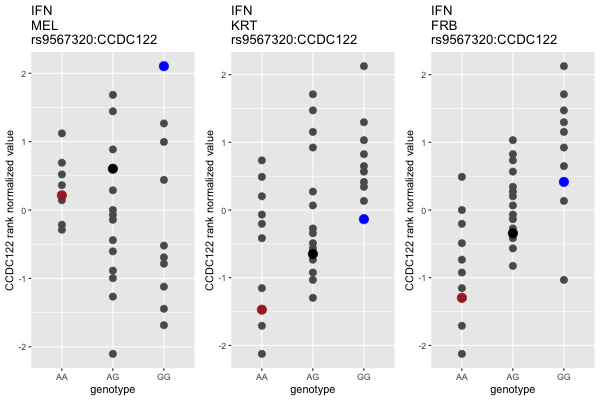 IFN
MEL
rs9567320:CCDC122
CCDC122 rank normalized value
2
1
0
-1
-2
AA
AG
GG
genotype
IFN
KRT
rs9567320:CCDC122
CCDC122 rank normalized value
2
1
0
-1
-2
AA
AG
GG
genotype
IFN
FRB
rs9567320:CCDC122
CCDC122 rank normalized value
2
1
0
-1
-2
AA
AG
GG
genotype